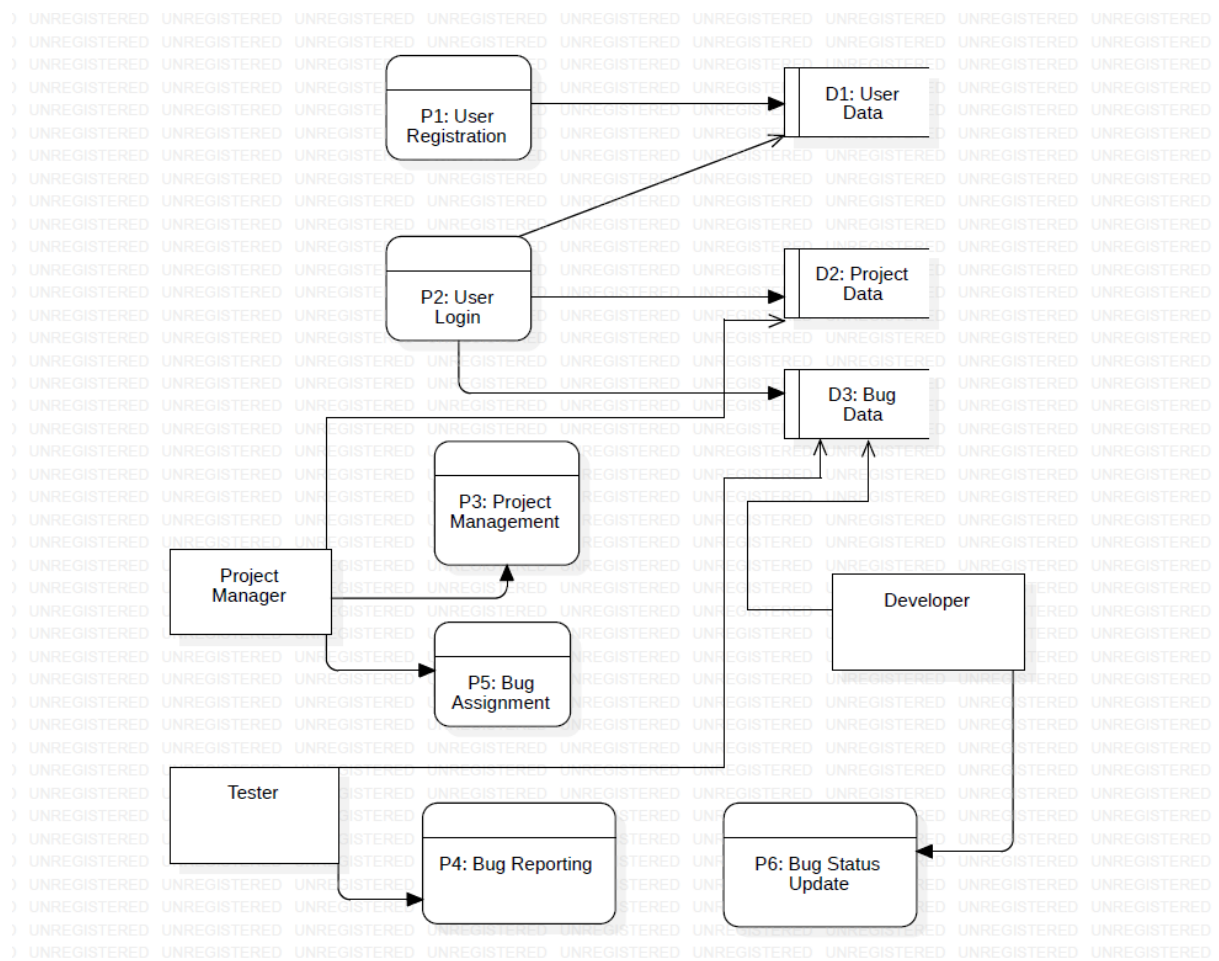 P1: User
Registration
D1: User
Data
P2: User
Login
D2: Project
Data
D3: Bug
Data
P3: Project
Management
Project
Manager
Developer
P5: Bug
Assignment
Tester
P4: Bug Reporting
P6: Bug Status
Update
UNREGISTERED